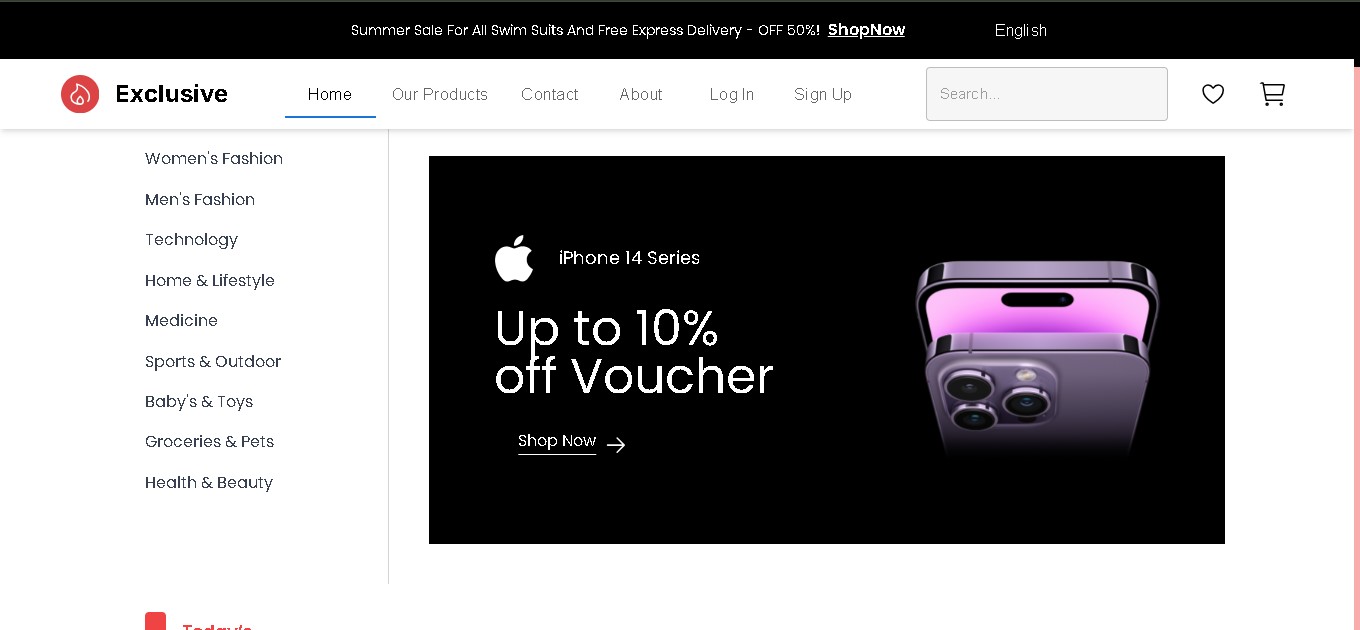 Summer Sale For All Swim Suits And Free Express Delivery - OFF 50%! ShopNow English
Exclusive Home Our Products Contact About Log In Sign Up Search...
Women's Fashion
Men's Fashion
Technology
Home & Lifestyle
Medicine
Sports & Outdoor
Baby's & Toys
Groceries & Pets
Health & Beauty
iPhone 14 Series
Up to 10%
off Voucher
Shop Now
Today's